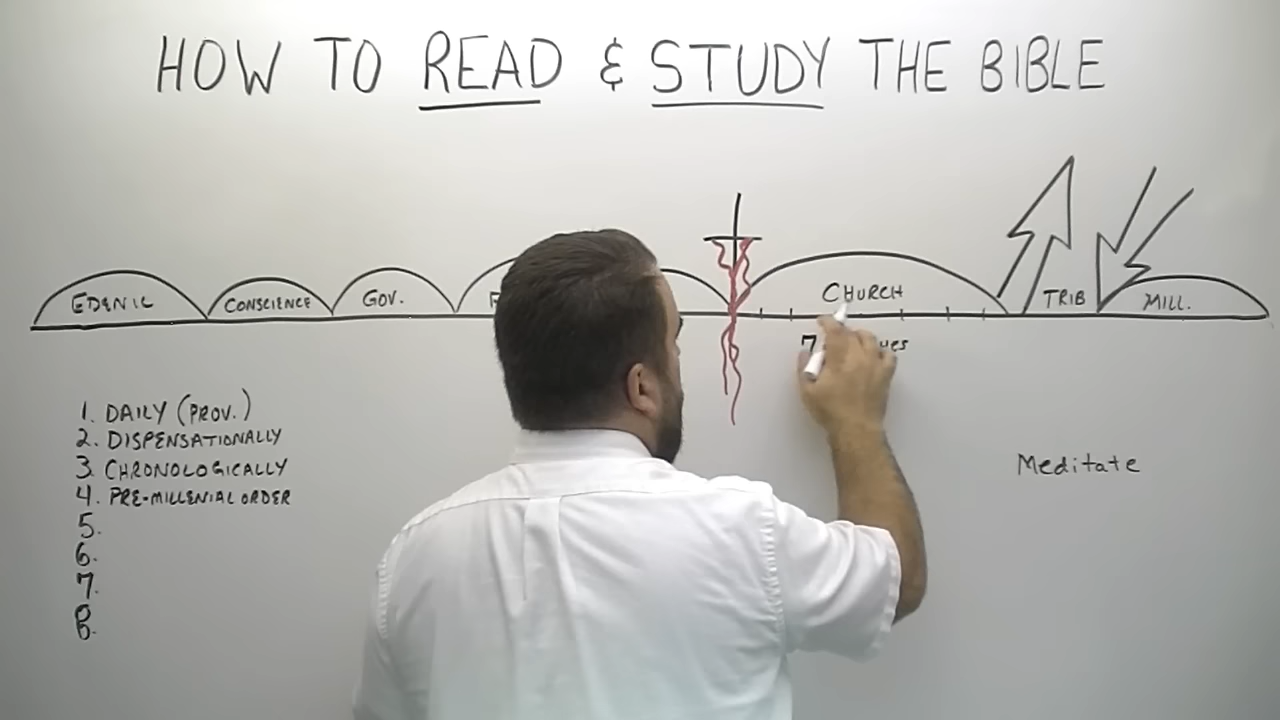 HOW TO READ & STUDY THE BIBLE
EDENIC CONSCIENCE GOV. CHURCH TRIB MILL.
7
1. DAILY (PROV.)
2. DISPENSATIONALLY
3. CHRONOLOGICALLY
4. PRE-MILLENIAL ORDER
5.
6.
7.
8.
Meditate